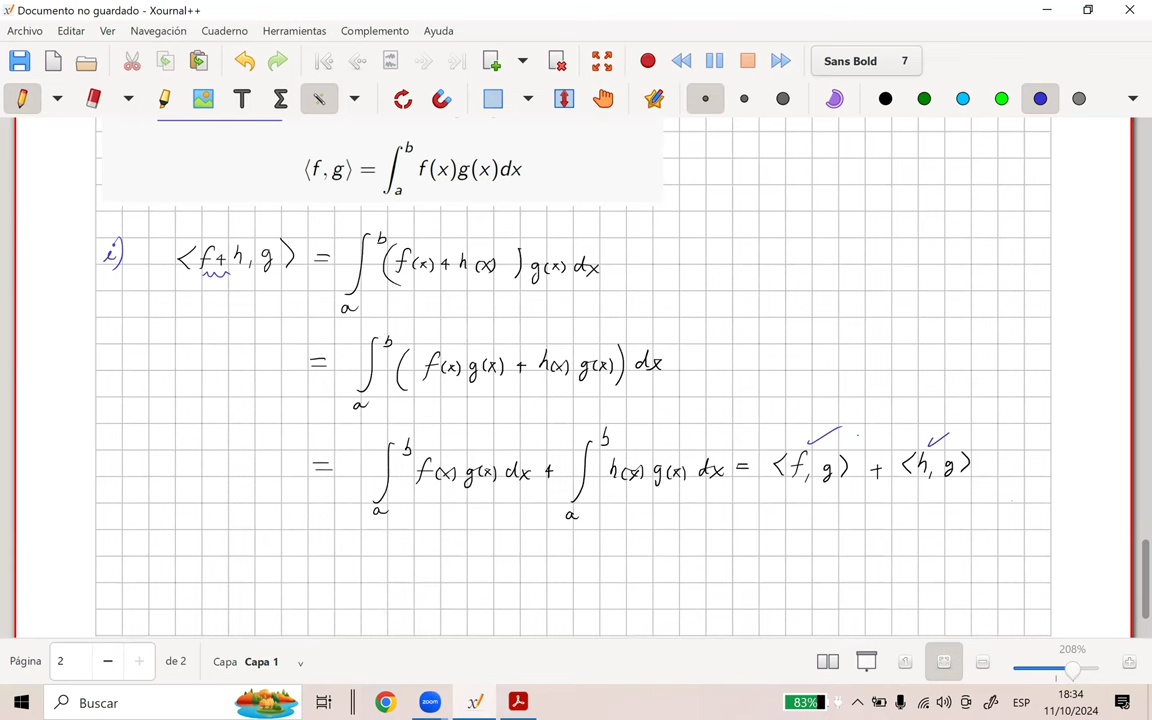 Documento no guardado - Xournal++
Archivo Editar Ver Navegación Cuaderno Herramientas Complemento Ayuda
Sans Bold 7
⟨f, g⟩ = ∫_a^b f(x)g(x)dx
i) ⟨f+h, g⟩ = ∫_a^b (f(x)+h(x)) g(x) dx
= ∫_a^b (f(x) g(x) + h(x) g(x)) dx
= ∫_a^b f(x) g(x) dx + ∫_a^b h(x) g(x) dx = ⟨f, g⟩ + ⟨h, g⟩
Página 2 de 2 Capa Capa 1 208%
Buscar zoom 83% ESP 18:34
11/10/2024